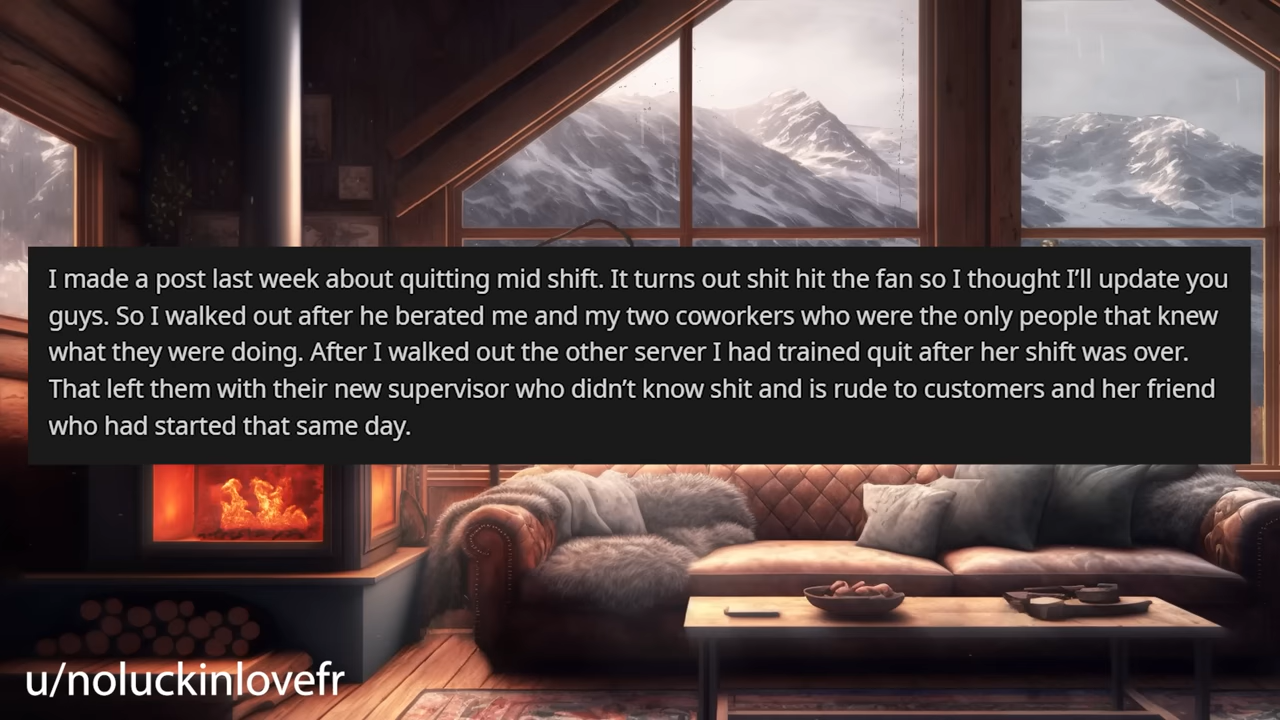 I made a post last week about quitting mid shift. It turns out shit hit the fan so I thought I’ll update you
guys. So I walked out after he berated me and my two coworkers who were the only people that knew
what they were doing. After I walked out the other server I had trained quit after her shift was over.
That left them with their new supervisor who didn’t know shit and is rude to customers and her friend
who had started that same day.
u/noluckinlovefr